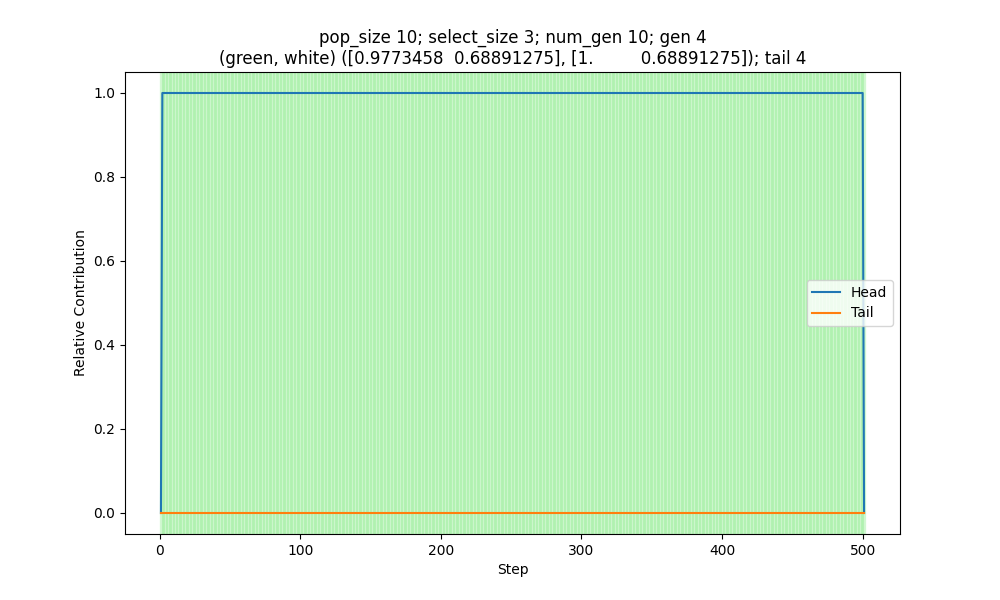 pop_size 10; select_size 3; num_gen 10; gen 4
(green, white) ([0.9773458  0.68891275], [1.         0.68891275]); tail 4
1.0
0.8
0.6
0.4
0.2
0.0
Relative Contribution
Head
Tail
0 100 200 300 400 500
Step